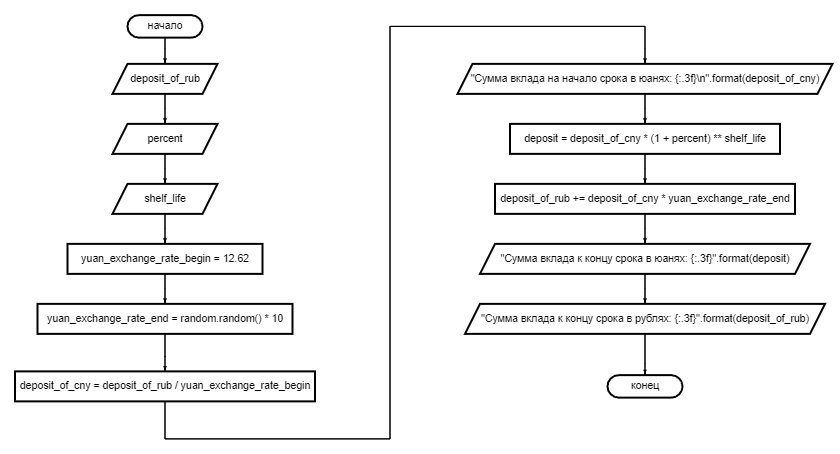 начало
deposit_of_rub
percent
shelf_life
yuan_exchange_rate_begin = 12.62
yuan_exchange_rate_end = random.random() * 10
deposit_of_cny = deposit_of_rub / yuan_exchange_rate_begin
"Сумма вклада на начало срока в юанях: {:.3f}\n".format(deposit_of_cny)
deposit = deposit_of_cny * (1 + percent) ** shelf_life
deposit_of_rub += deposit_of_cny * yuan_exchange_rate_end
"Сумма вклада к концу срока в юанях: {:.3f}".format(deposit)
"Сумма вклада к концу срока в рублях: {:.3f}".format(deposit_of_rub)
конец